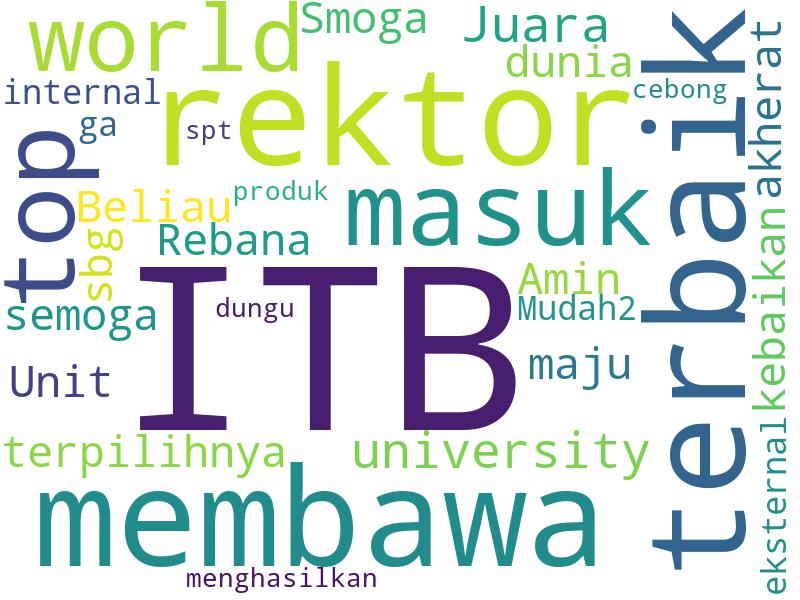 world
Smoga
Juara
dunia
internal
rektor
cebong
terbaik
akherat
ga
spt
top
Beliau
produk
masuk
sbg
Rebana
kebaikan
ITB
Amin
semoga
dungu
Mudah2
Unit
maju
terpilihnya
university
eksternal
membawa
menghasilkan